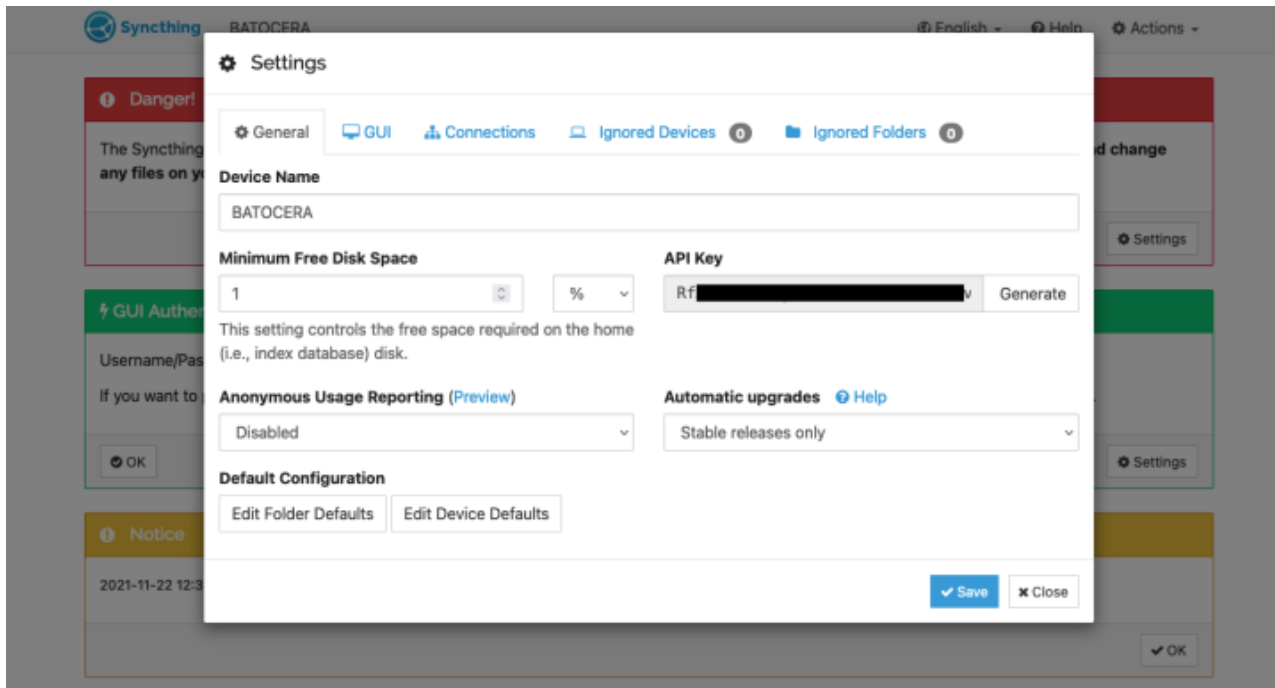 Syncthing BATOCERA English Help Actions
Settings
Danger!
General GUI Connections Ignored Devices 0 Ignored Folders 0
The Syncthing d change
any files on
Device Name
BATOCERA
Settings
Minimum Free Disk Space API Key
1 % Rf v Generate
This setting controls the free space required on the home
(i.e., index database) disk.
GUI
Username/Pas
If you want to
Anonymous Usage Reporting (Preview) Automatic upgrades Help
Disabled Stable releases only
OK Settings
Default Configuration
Edit Folder Defaults Edit Device Defaults
Notice
2021-11-22 12:3
Save Close
OK